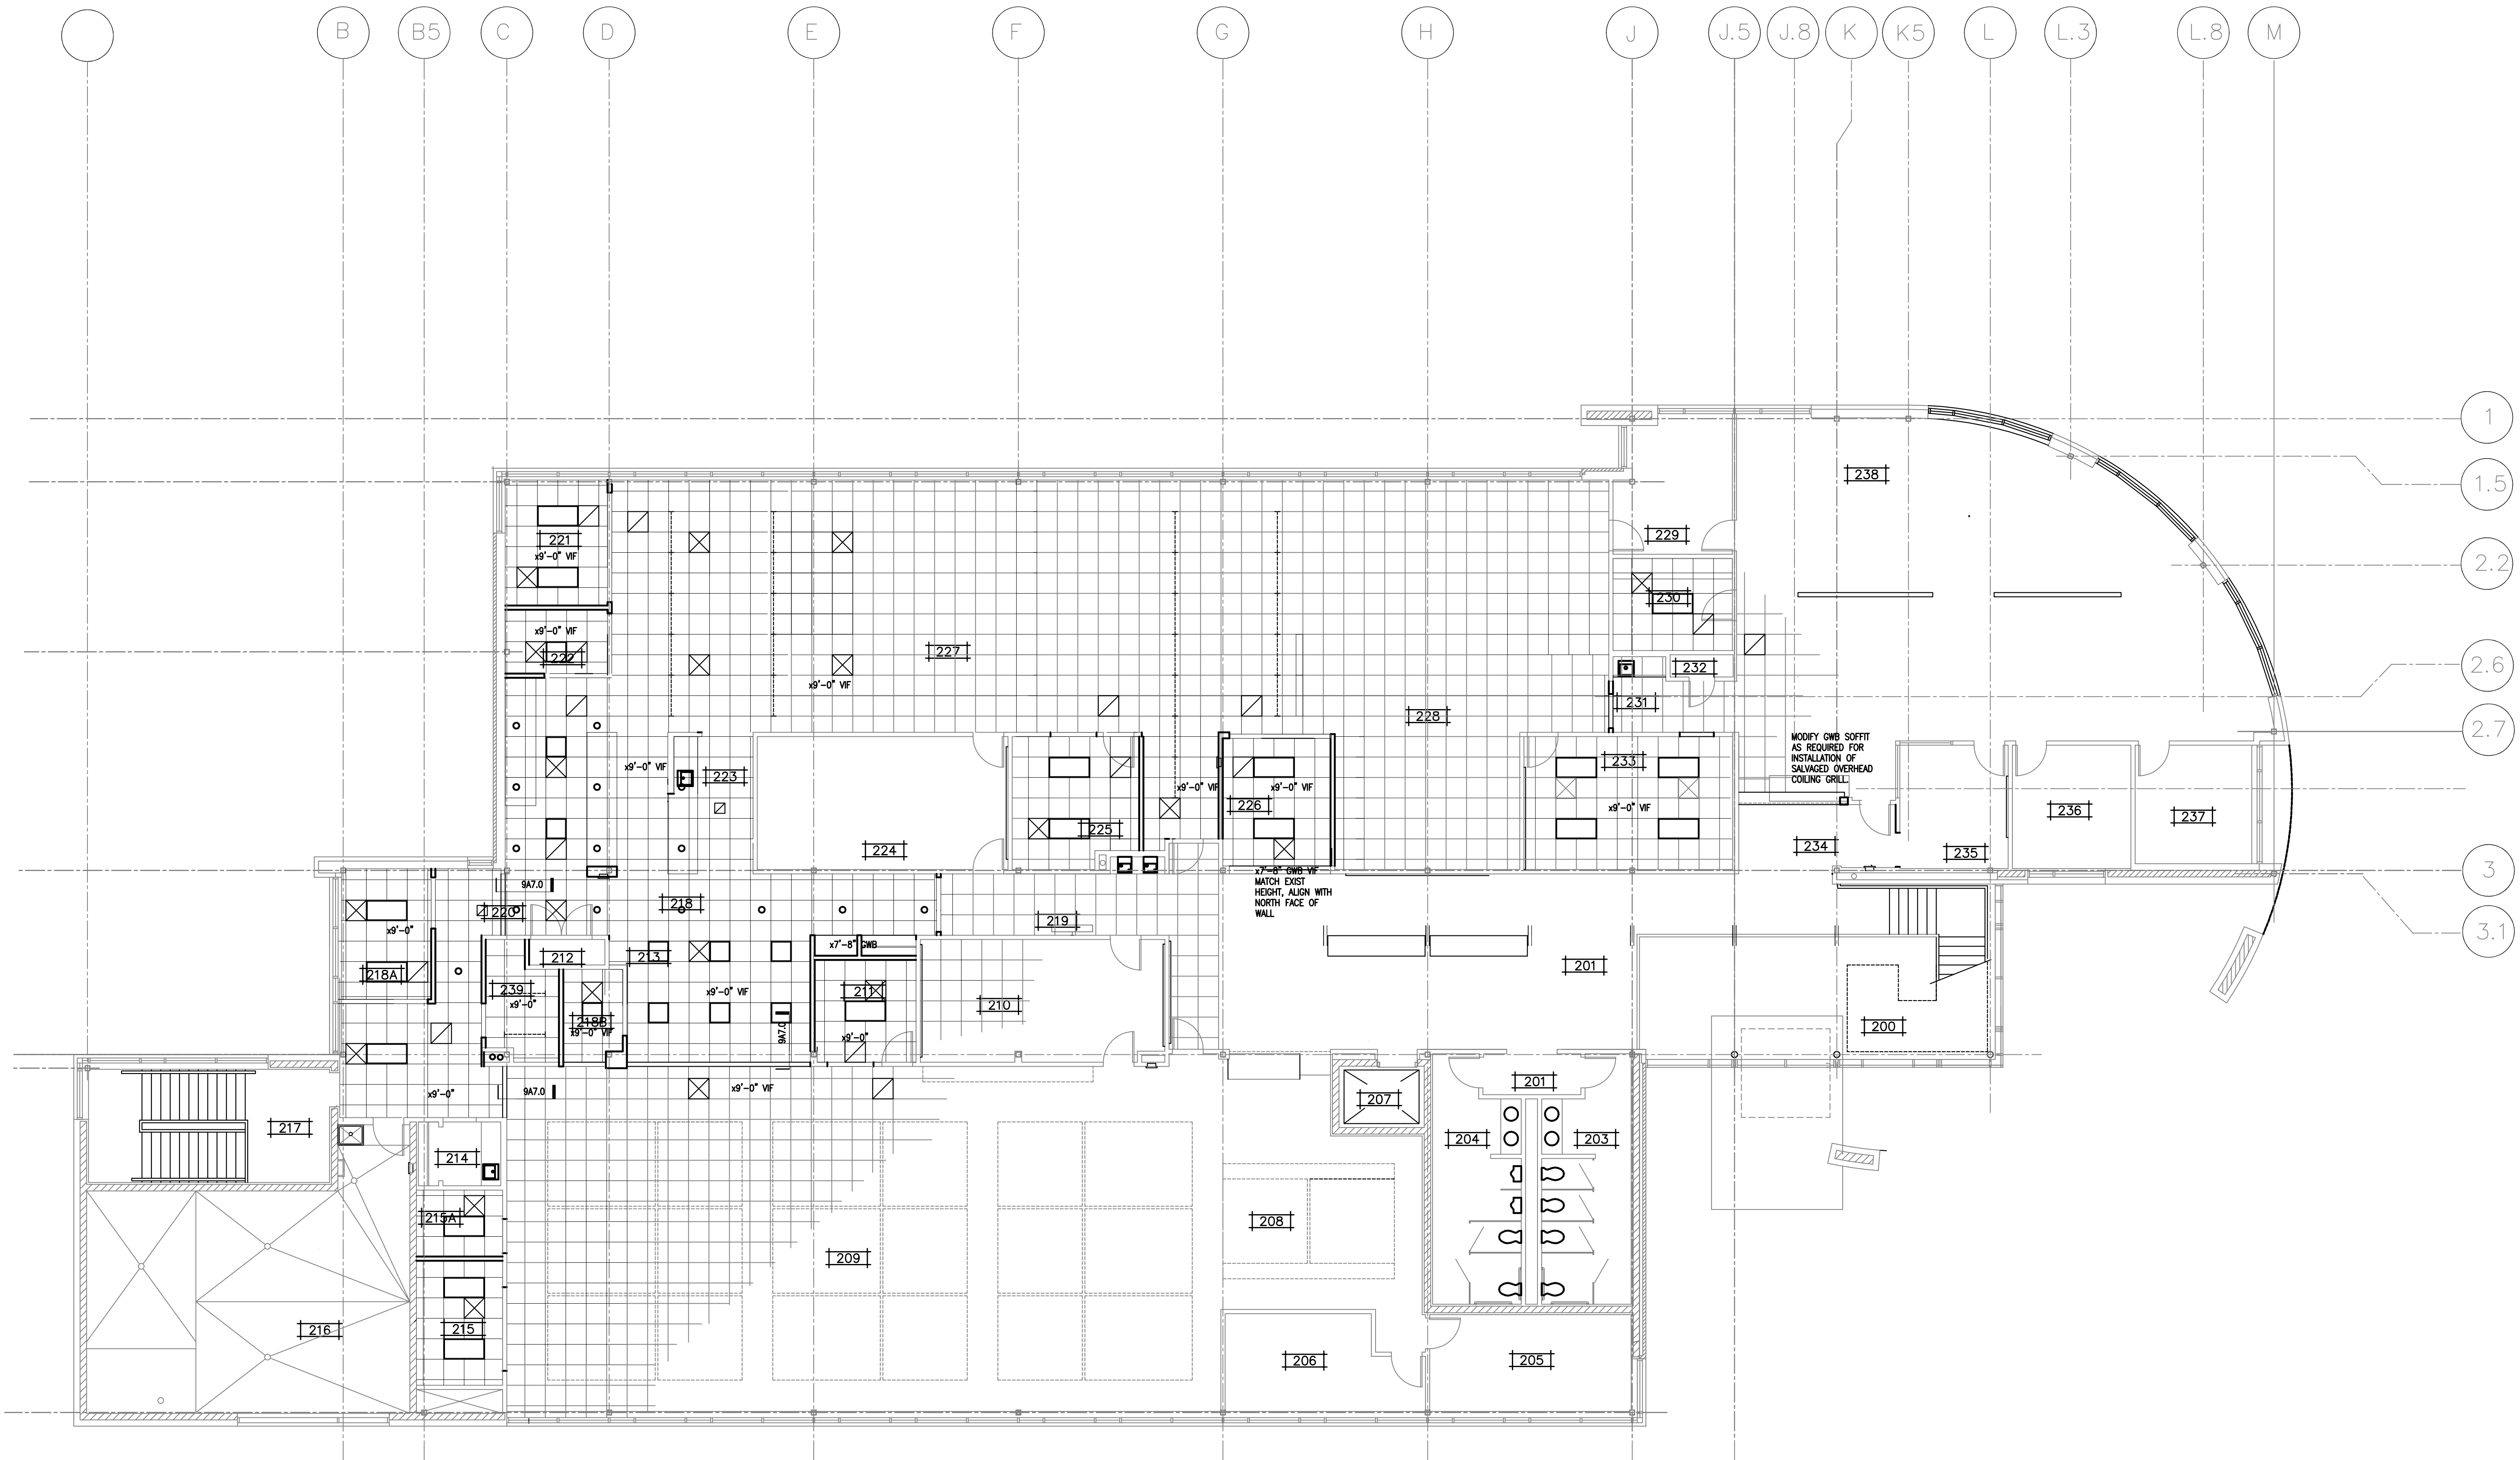 B B5 C D E F G H J J.5 J.8 K K5 L L.3 L.8 M
1
1.5
2.2
2.6
2.7
3
3.1
238
221
x9'-0" VIF
229
230
x9'-0" VIF
222
227
232
x9'-0" VIF
231
228
MODIFY GWB SOFFIT
AS REQUIRED FOR
INSTALLATION OF
SALVAGED OVERHEAD
COILING GRILL.
x9'-0" VIF
223
233
x9'-0" VIF
x9'-0" VIF
226
x9'-0" VIF
236
237
225
224
234
235
x7'-8" GWB VIF
MATCH EXIST
HEIGHT, ALIGN WITH
NORTH FACE OF
WALL
9A7.0
218
220
219
x9'-0"
x7'-8" GWB
212
213
201
218A
239
x9'-0"
x9'-0" VIF
211
210
218B
x9'-0" VIF
9A7.0
x9'-0"
200
x9'-0"
9A7.0
x9'-0" VIF
201
207
217
204
203
214
215A
208
209
215
216
206
205